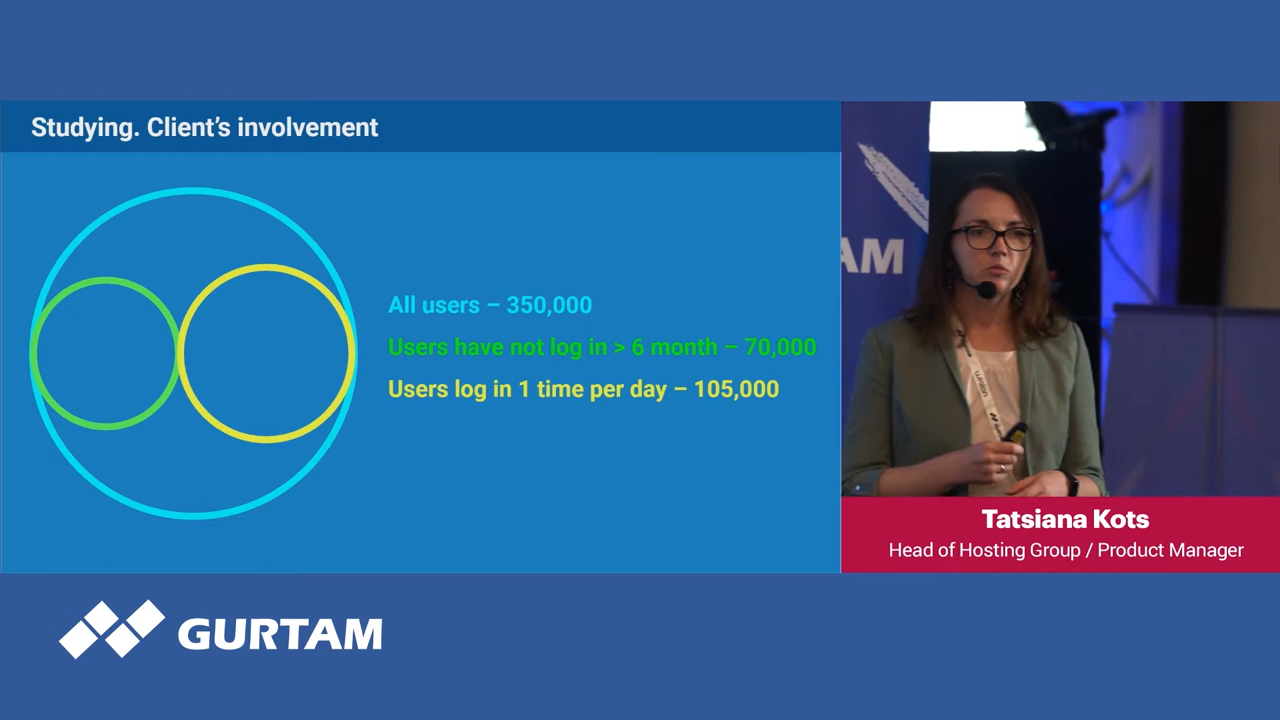 Studying. Client’s involvement
All users – 350,000
Users have not log in > 6 month – 70,000
Users log in 1 time per day – 105,000
AM
Tatsiana Kots
Head of Hosting Group / Product Manager
GURTAM